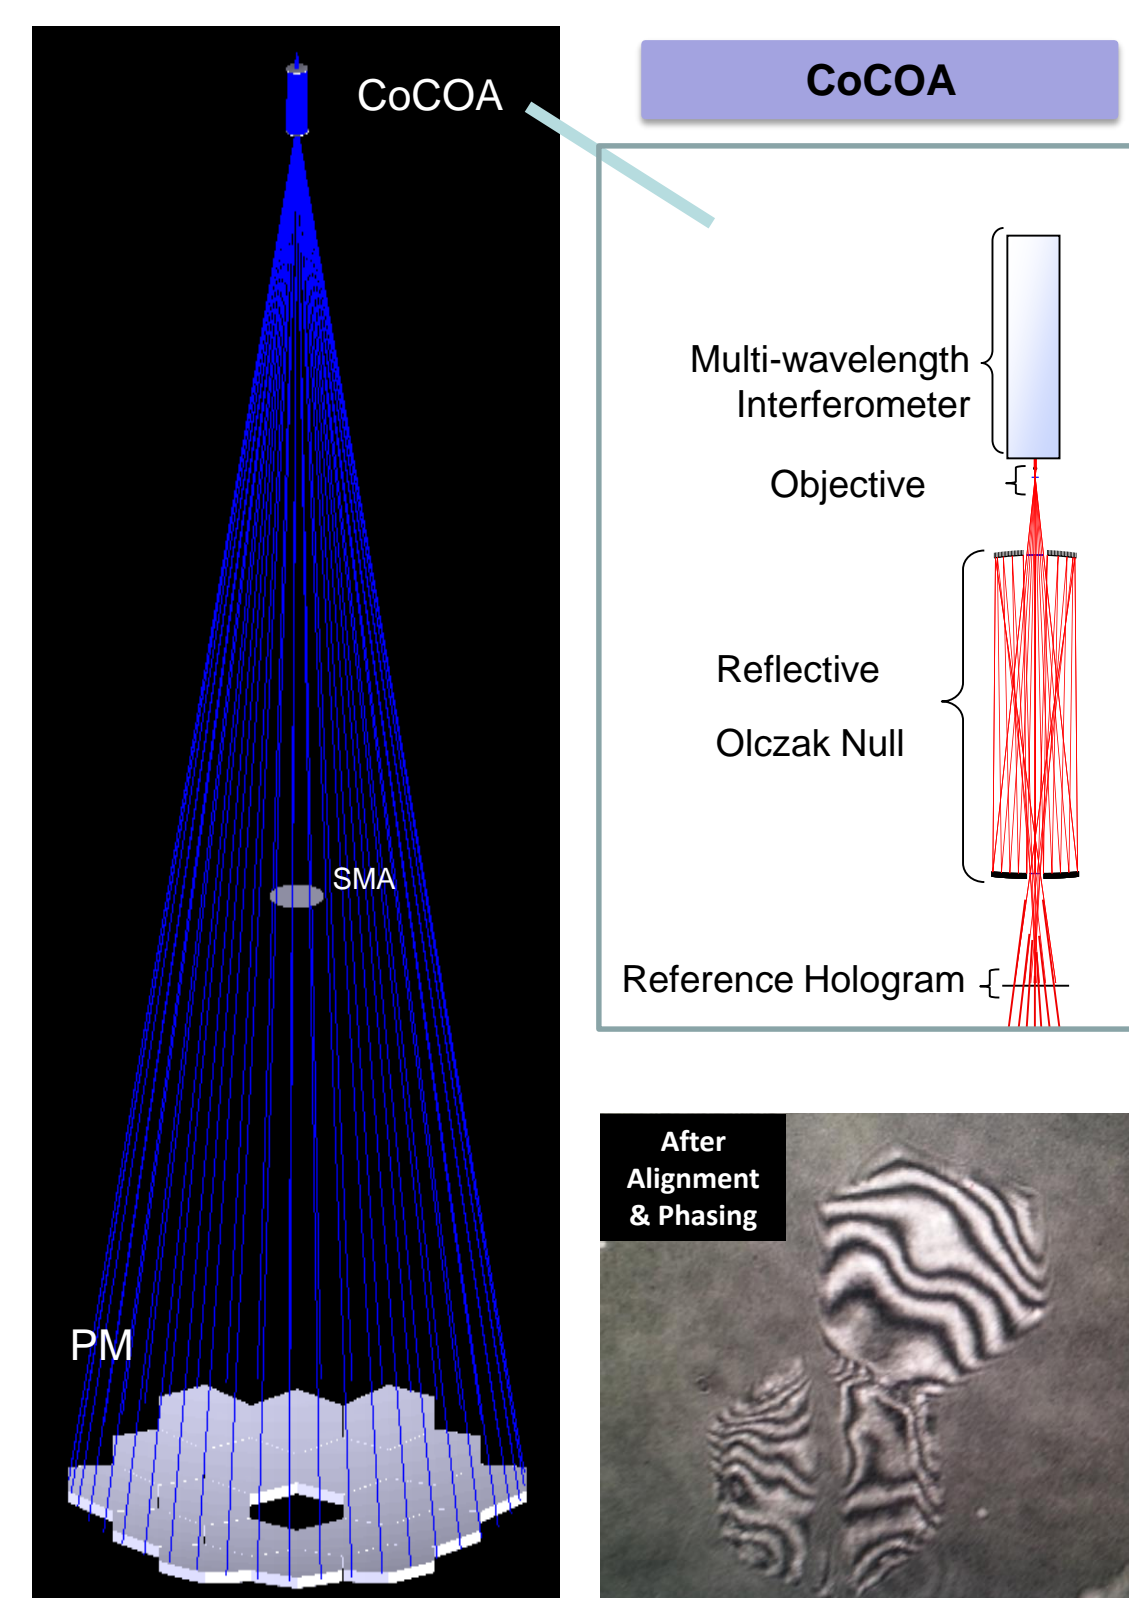 CoCOA
SMA
PM
CoCOA
Multi-wavelength
Interferometer
Objective
Reflective
Olczak Null
Reference Hologram
After
Alignment
& Phasing